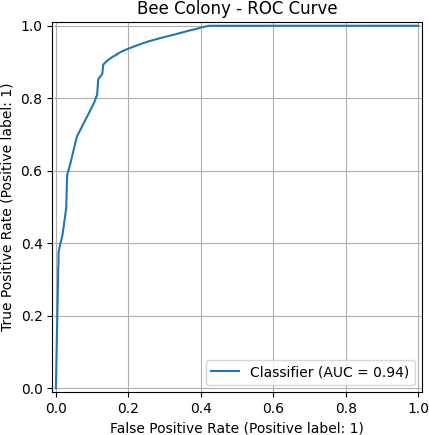 Bee Colony - ROC Curve
True Positive Rate (Positive label: 1)
1.0
0.8
0.6
0.4
0.2
0.0
Classifier (AUC = 0.94)
0.0 0.2 0.4 0.6 0.8 1.0
False Positive Rate (Positive label: 1)